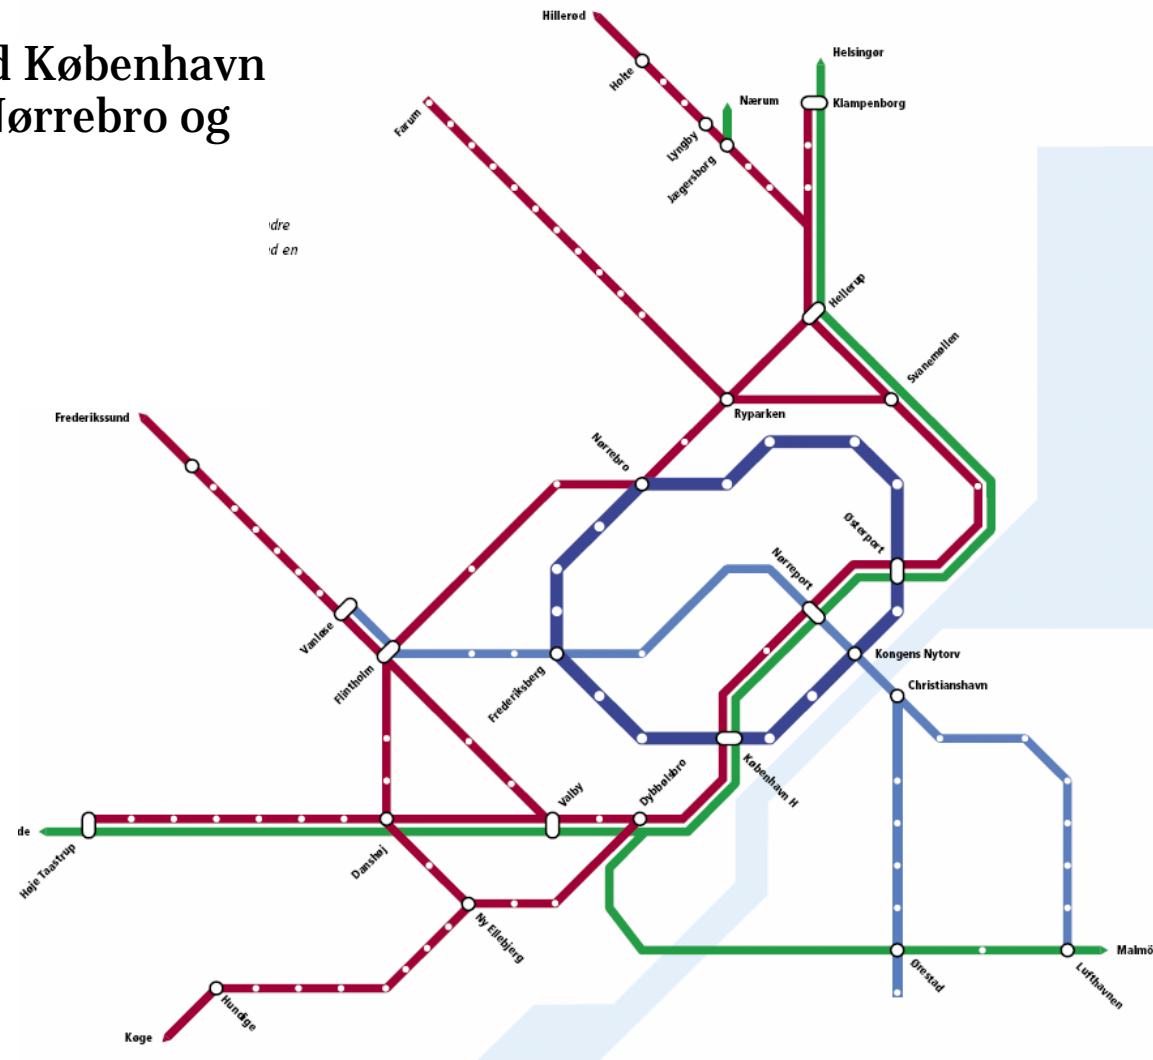 d København
Nørrebro og
dre
d en
Hillerød
Holte
Lyngby
Jægersborg
Nærum
Helsingør
Klampenborg
Farum
Hellerup
Svanemøllen
Ryparken
Frederikssund
Nørrebro
Østerport
Nørreport
Vanløse
Flintholm
Frederiksberg
Kongens Nytorv
Christianshavn
København H
Dybbølsbro
Valby
de
Høje Taastrup
Danshøj
Ny Ellebjerg
Malmö
Ørestad
Lufthavnen
Hundige
Køge